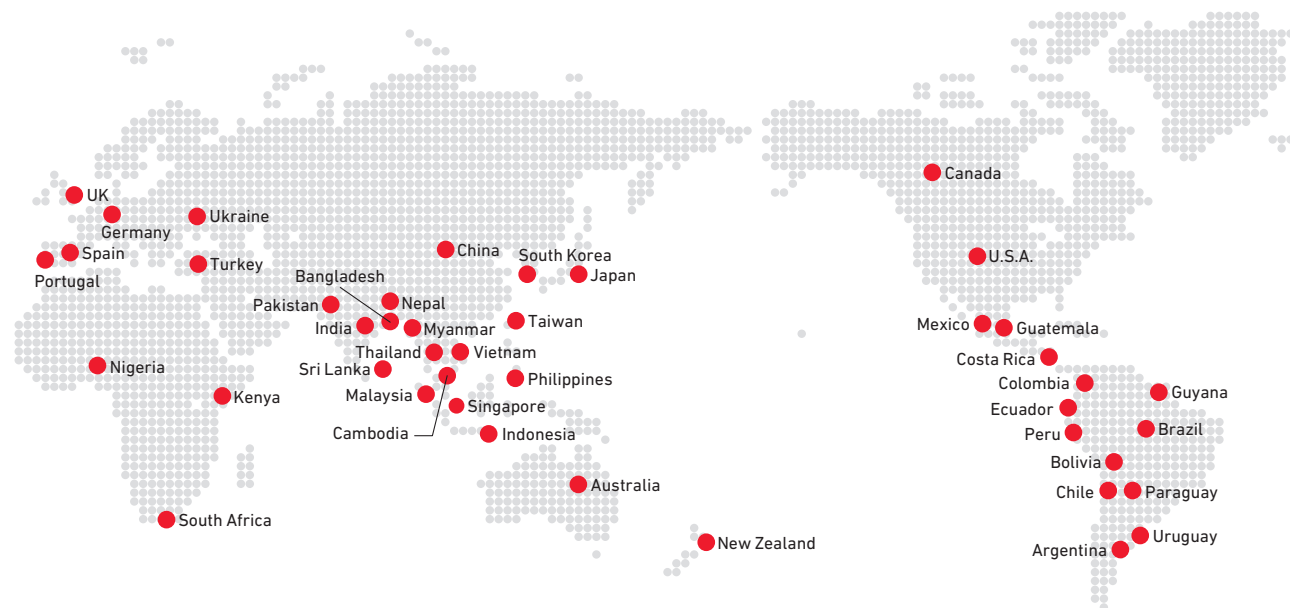 UK
Germany
Ukraine
Spain
Portugal
Turkey
China
South Korea
Japan
Bangladesh
Pakistan
Nepal
India
Myanmar
Taiwan
Thailand
Vietnam
Sri Lanka
Philippines
Malaysia
Singapore
Cambodia
Indonesia
Nigeria
Kenya
South Africa
Australia
New Zealand
Canada
U.S.A.
Mexico
Guatemala
Costa Rica
Colombia
Guyana
Ecuador
Peru
Brazil
Bolivia
Chile
Paraguay
Uruguay
Argentina